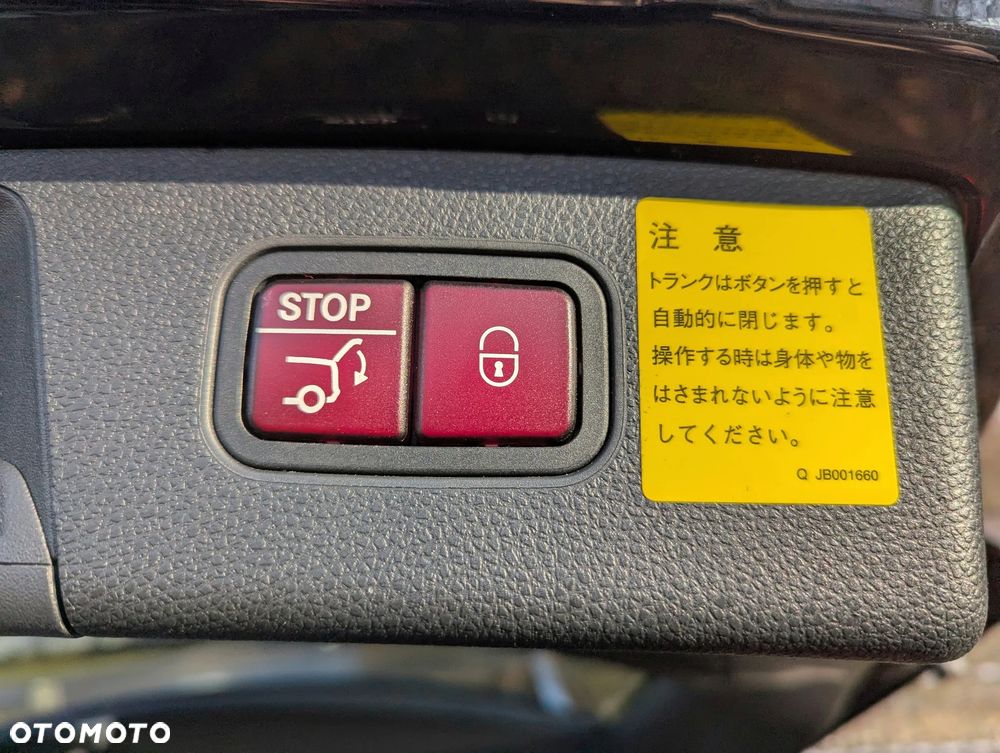 STOP
注 意
トランクはボタンを押すと
自動的に閉じます。
操作する時は身体や物を
はさまれないように注意
してください。
Q JB001660
OTOMOTO